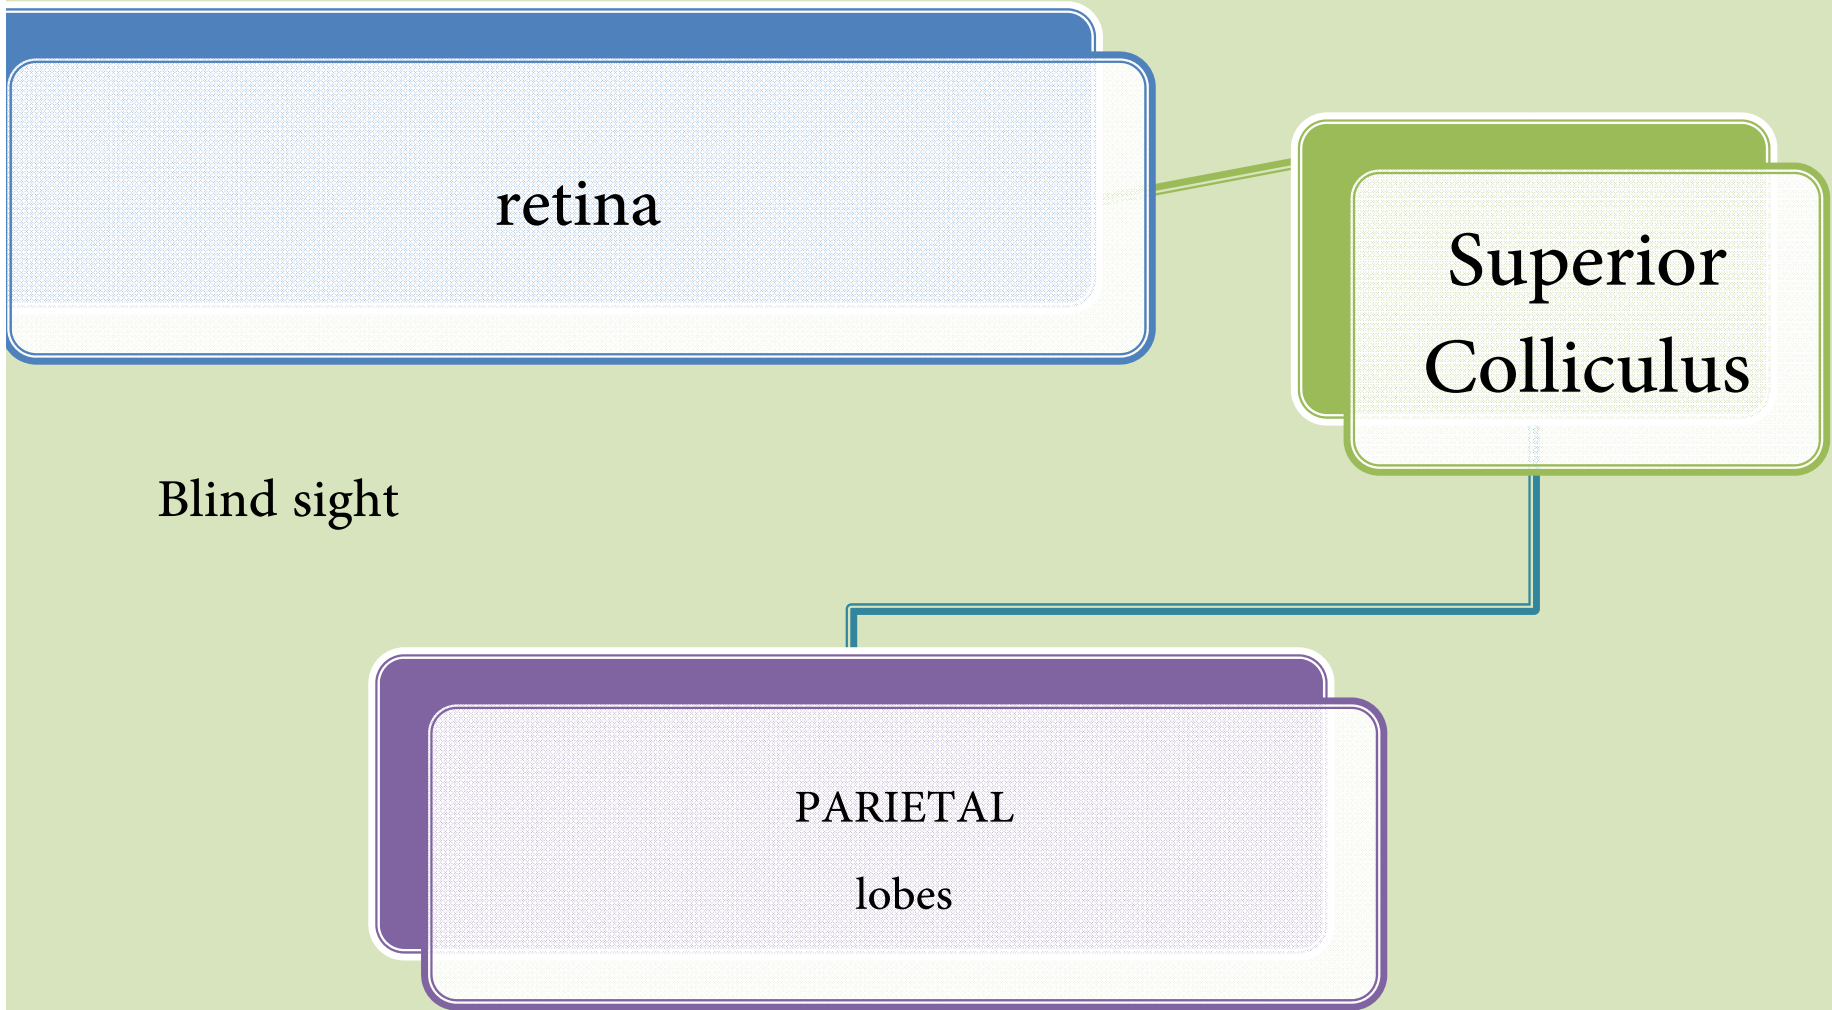 retina
Superior
Colliculus
Blind sight
PARIETAL
lobes